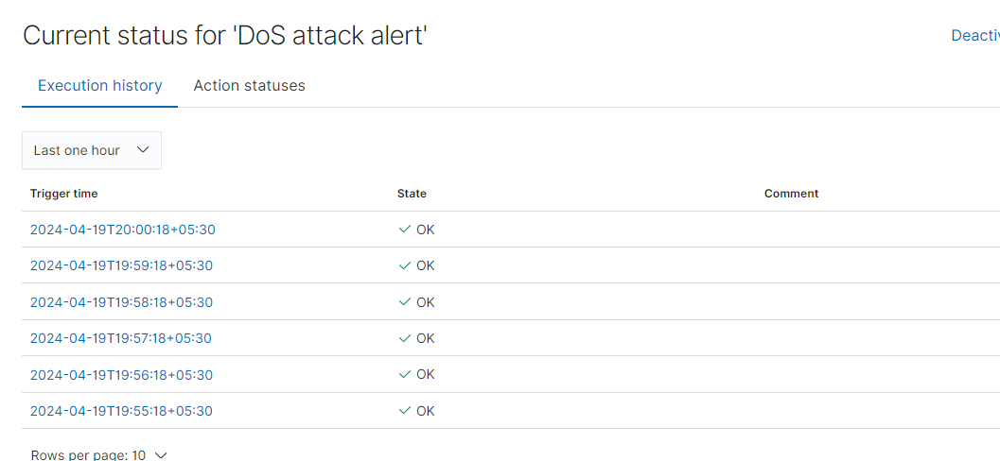 Current status for 'DoS attack alert'
Execution history Action statuses
Last one hour
Trigger time State Comment
2024-04-19T20:00:18+05:30 OK
2024-04-19T19:59:18+05:30 OK
2024-04-19T19:58:18+05:30 OK
2024-04-19T19:57:18+05:30 OK
2024-04-19T19:56:18+05:30 OK
2024-04-19T19:55:18+05:30 OK
Rows per page: 10